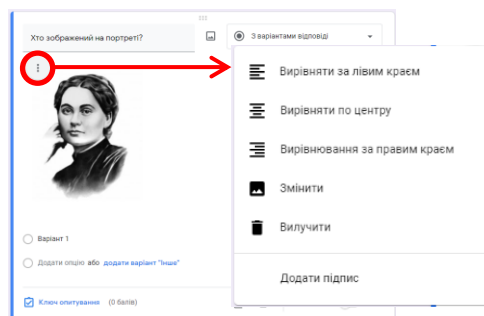 Хто зображений на портреті?
З варіантами відповіді
Вирівняти за лівим краєм
Вирівняти по центру
Вирівнювання за правим краєм
Змінити
Вилучити
Додати підпис
Варіант 1
Додати опцію або додати варіант "Інше"
Ключ опитування (0 балів)